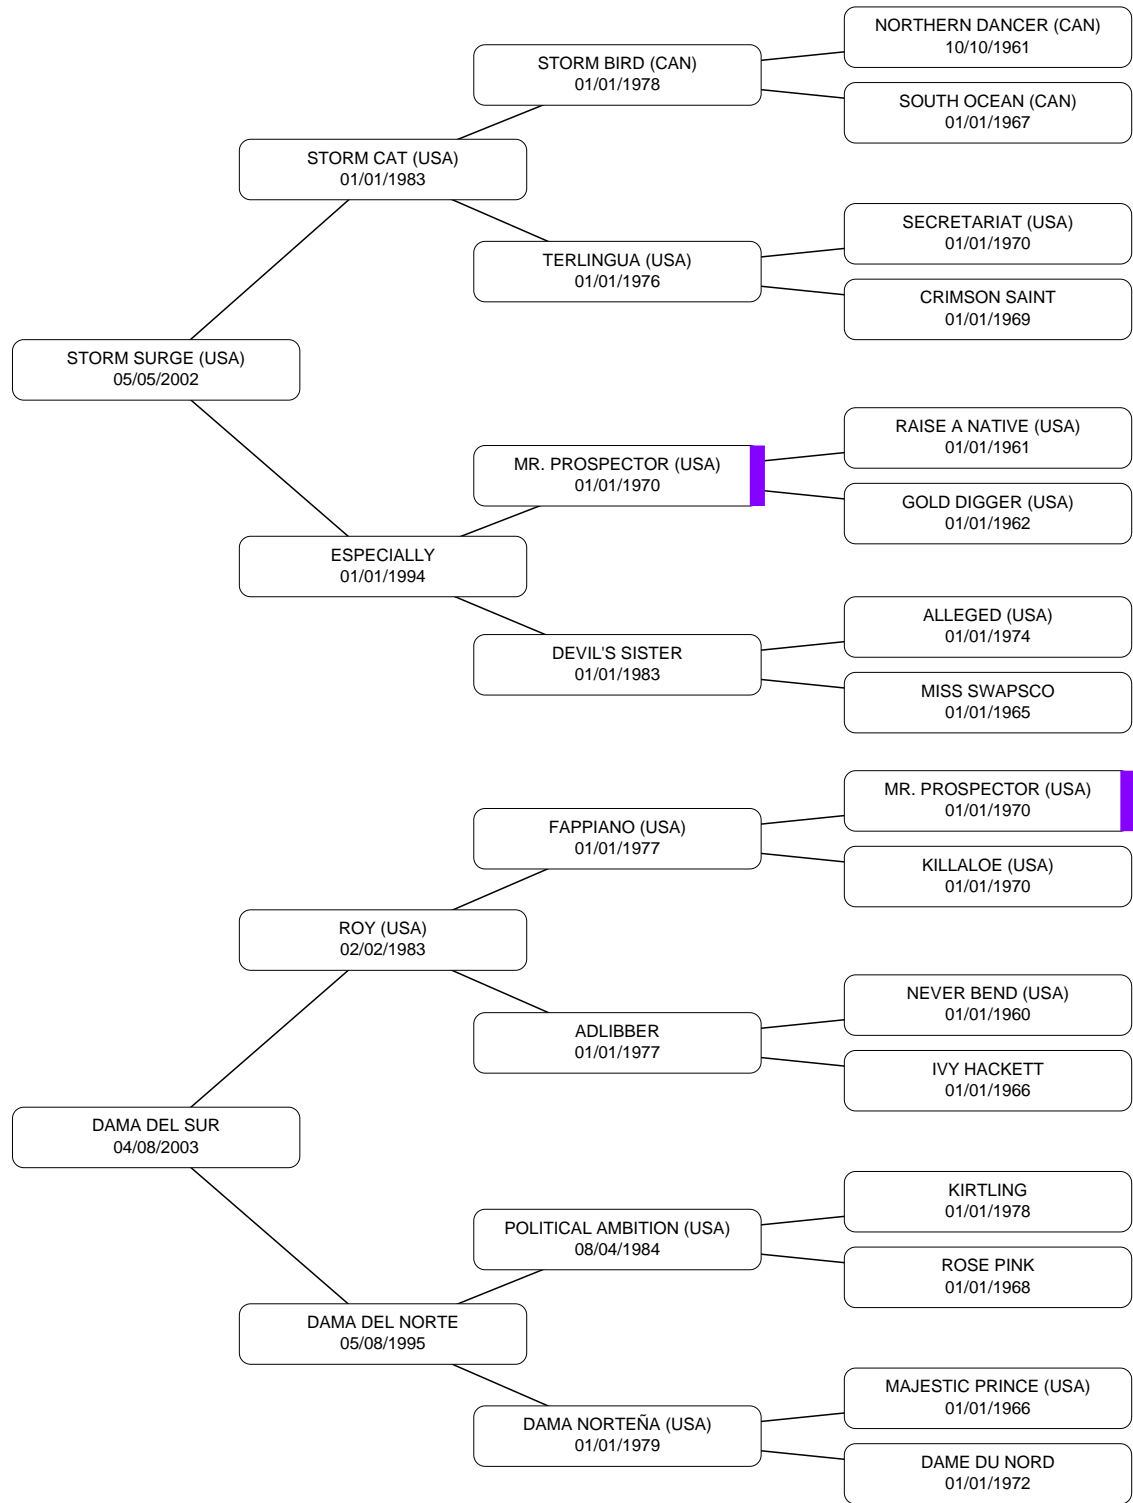 NORTHERN DANCER (CAN)
10/10/1961
STORM BIRD (CAN)
01/01/1978
SOUTH OCEAN (CAN)
01/01/1967
STORM CAT (USA)
01/01/1983
SECRETARIAT (USA)
01/01/1970
TERLINGUA (USA)
01/01/1976
CRIMSON SAINT
01/01/1969
STORM SURGE (USA)
05/05/2002
RAISE A NATIVE (USA)
01/01/1961
MR. PROSPECTOR (USA)
01/01/1970
GOLD DIGGER (USA)
01/01/1962
ESPECIALLY
01/01/1994
ALLEGED (USA)
01/01/1974
DEVIL'S SISTER
01/01/1983
MISS SWAPSCO
01/01/1965
MR. PROSPECTOR (USA)
01/01/1970
FAPPIANO (USA)
01/01/1977
KILLALOE (USA)
01/01/1970
ROY (USA)
02/02/1983
NEVER BEND (USA)
01/01/1960
ADLIBBER
01/01/1977
IVY HACKETT
01/01/1966
DAMA DEL SUR
04/08/2003
KIRTLING
01/01/1978
POLITICAL AMBITION (USA)
08/04/1984
ROSE PINK
01/01/1968
DAMA DEL NORTE
05/08/1995
MAJESTIC PRINCE (USA)
01/01/1966
DAMA NORTEÑA (USA)
01/01/1979
DAME DU NORD
01/01/1972